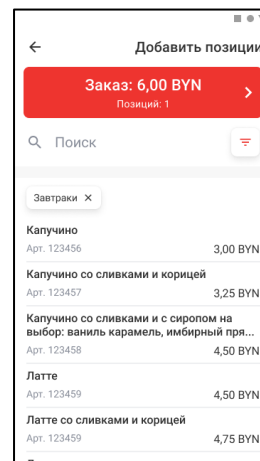 Добавить позиции
Заказ: 6,00 BYN
Позиций: 1
Поиск
Завтраки
Капучино
Арт. 123456
3,00 BYN
Капучино со сливками и корицей
Арт. 123457
3,25 BYN
Капучино со сливками и с сиропом на
выбор: ваниль карамель, имбирный пря...
Арт. 123458
4,50 BYN
Латте
Арт. 123459
4,50 BYN
Латте со сливками и корицей
Арт. 123459
4,75 BYN